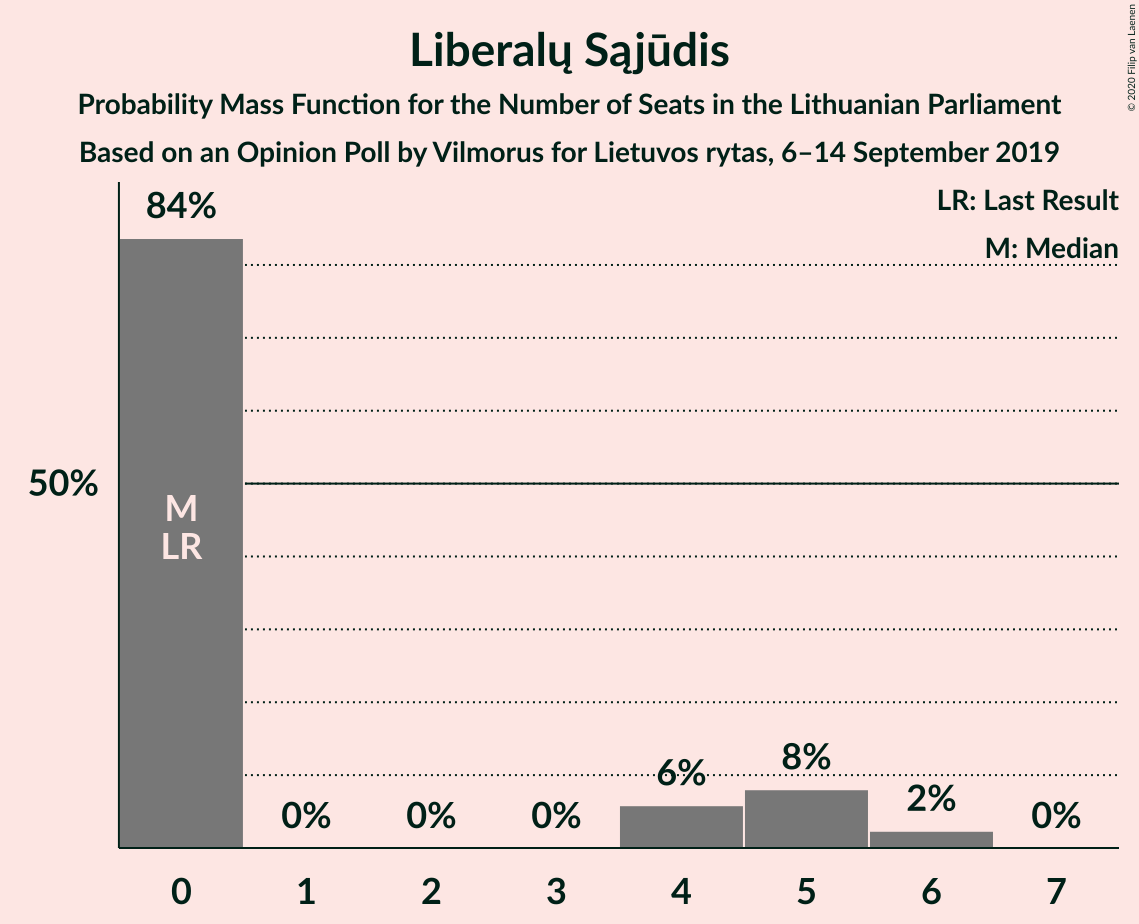 Liberalų Sąjūdis
Probability Mass Function for the Number of Seats in the Lithuanian Parliament
Based on an Opinion Poll by Vilmorus for Lietuvos rytas, 6–14 September 2019
© 2020 Filip van Laenen
LR: Last Result
M: Median
84%
50%
M
LR
0%
0%
0%
6%
8%
2%
0%
0
1
2
3
4
5
6
7